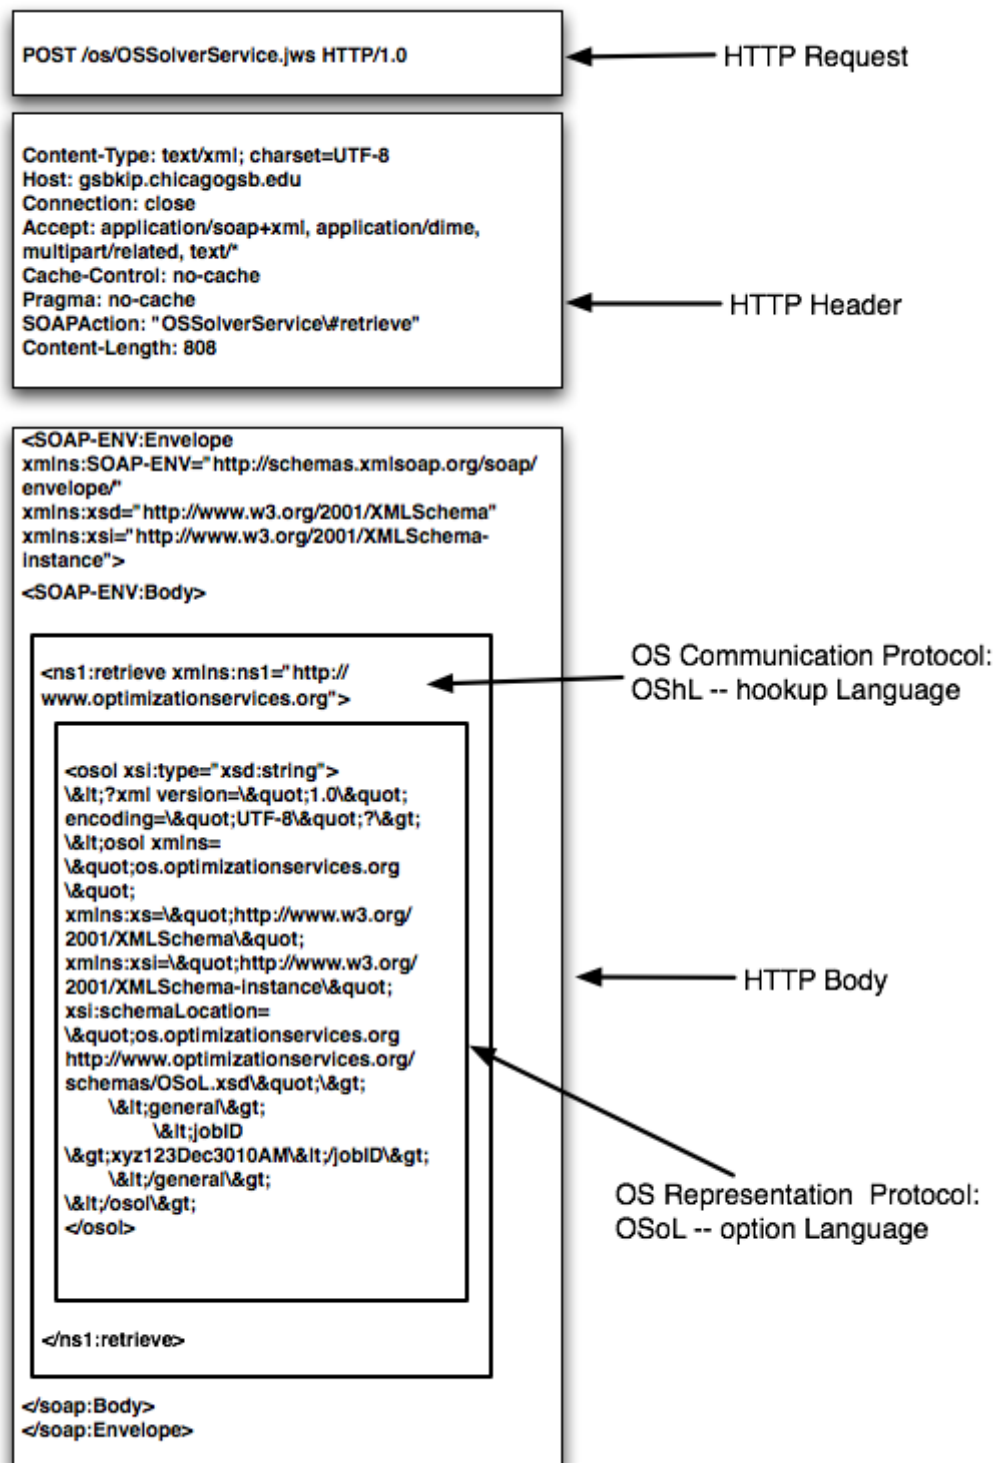 POST /os/OSSolverService.jws HTTP/1.0
HTTP Request
Content-Type: text/xml; charset=UTF-8
Host: gsbkip.chicagogsb.edu
Connection: close
Accept: application/soap+xml, application/dime,
multipart/related, text/*
Cache-Control: no-cache
Pragma: no-cache
SOAPAction: "OSSolverService\#retrieve"
Content-Length: 808
HTTP Header
<SOAP-ENV:Envelope
xmlns:SOAP-ENV="http://schemas.xmlsoap.org/soap/
envelope/"
xmlns:xsd="http://www.w3.org/2001/XMLSchema"
xmlns:xsi="http://www.w3.org/2001/XMLSchema-
instance">
<SOAP-ENV:Body>
<ns1:retrieve xmlns:ns1="http://
www.optimizationservices.org">
OS Communication Protocol:
OShL -- hookup Language
<osol xsi:type="xsd:string">
\&lt;?xml version=\&quot;1.0\&quot;
encoding=\&quot;UTF-8\&quot;?\&gt;
\&lt;osol xmlns=
\&quot;os.optimizationservices.org
\&quot;
xmlns:xs=\&quot;http://www.w3.org/
2001/XMLSchema\&quot;
xmlns:xsi=\&quot;http://www.w3.org/
2001/XMLSchema-instance\&quot;
xsi:schemaLocation=
\&quot;os.optimizationservices.org
http://www.optimizationservices.org/
schemas/OSoL.xsd\&quot;\&gt;
\&lt;general\&gt;
\&lt;jobID
\&gt;xyz123Dec3010AM\&lt;/jobID\&gt;
\&lt;/general\&gt;
\&lt;/osol\&gt;
</osol>
HTTP Body
OS Representation Protocol:
OSoL -- option Language
</ns1:retrieve>
</soap:Body>
</soap:Envelope>